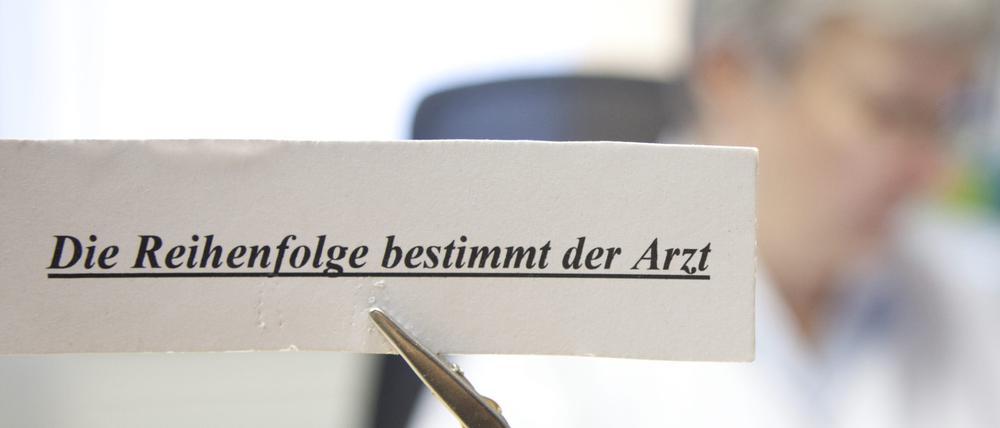 Die Reihenfolge bestimmt der Arzt